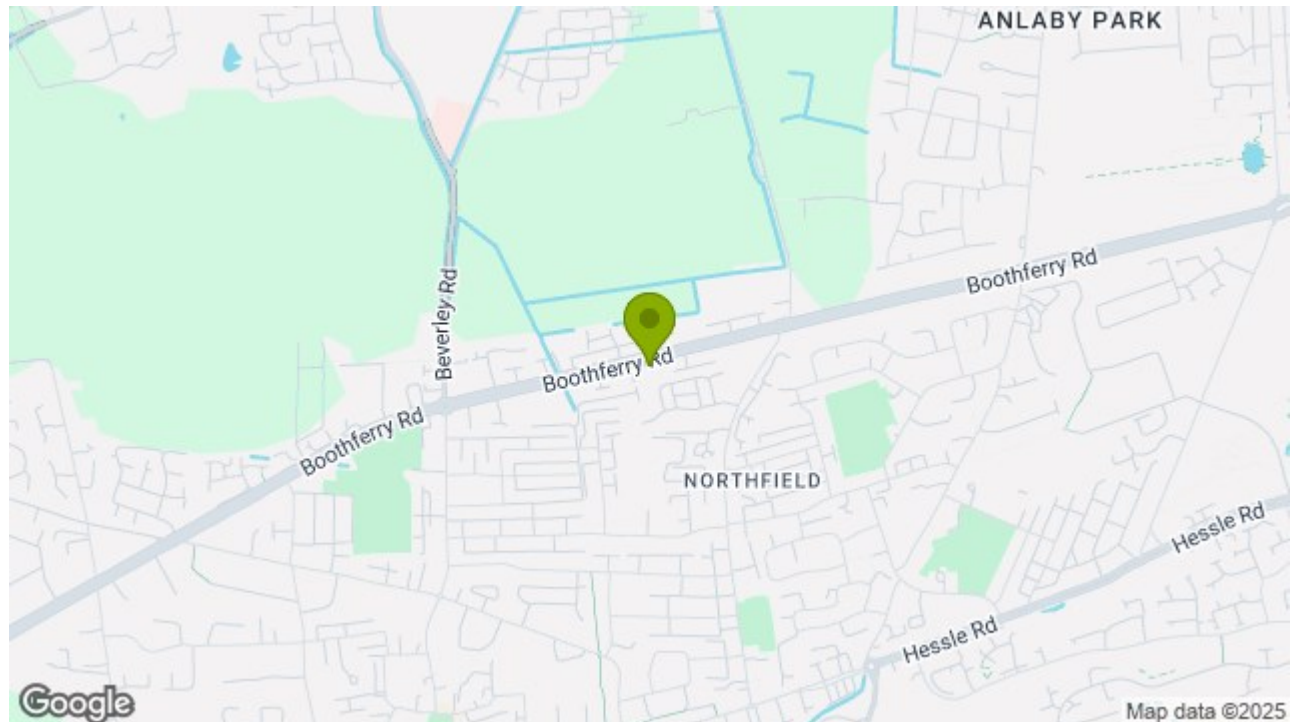 ANLABY PARK
Boothferry Rd
Beverley Rd
Boothferry Rd
Boothferry Rd
NORTHFIELD
Hessle Rd
Hessle Rd
Google
Map data ©2025